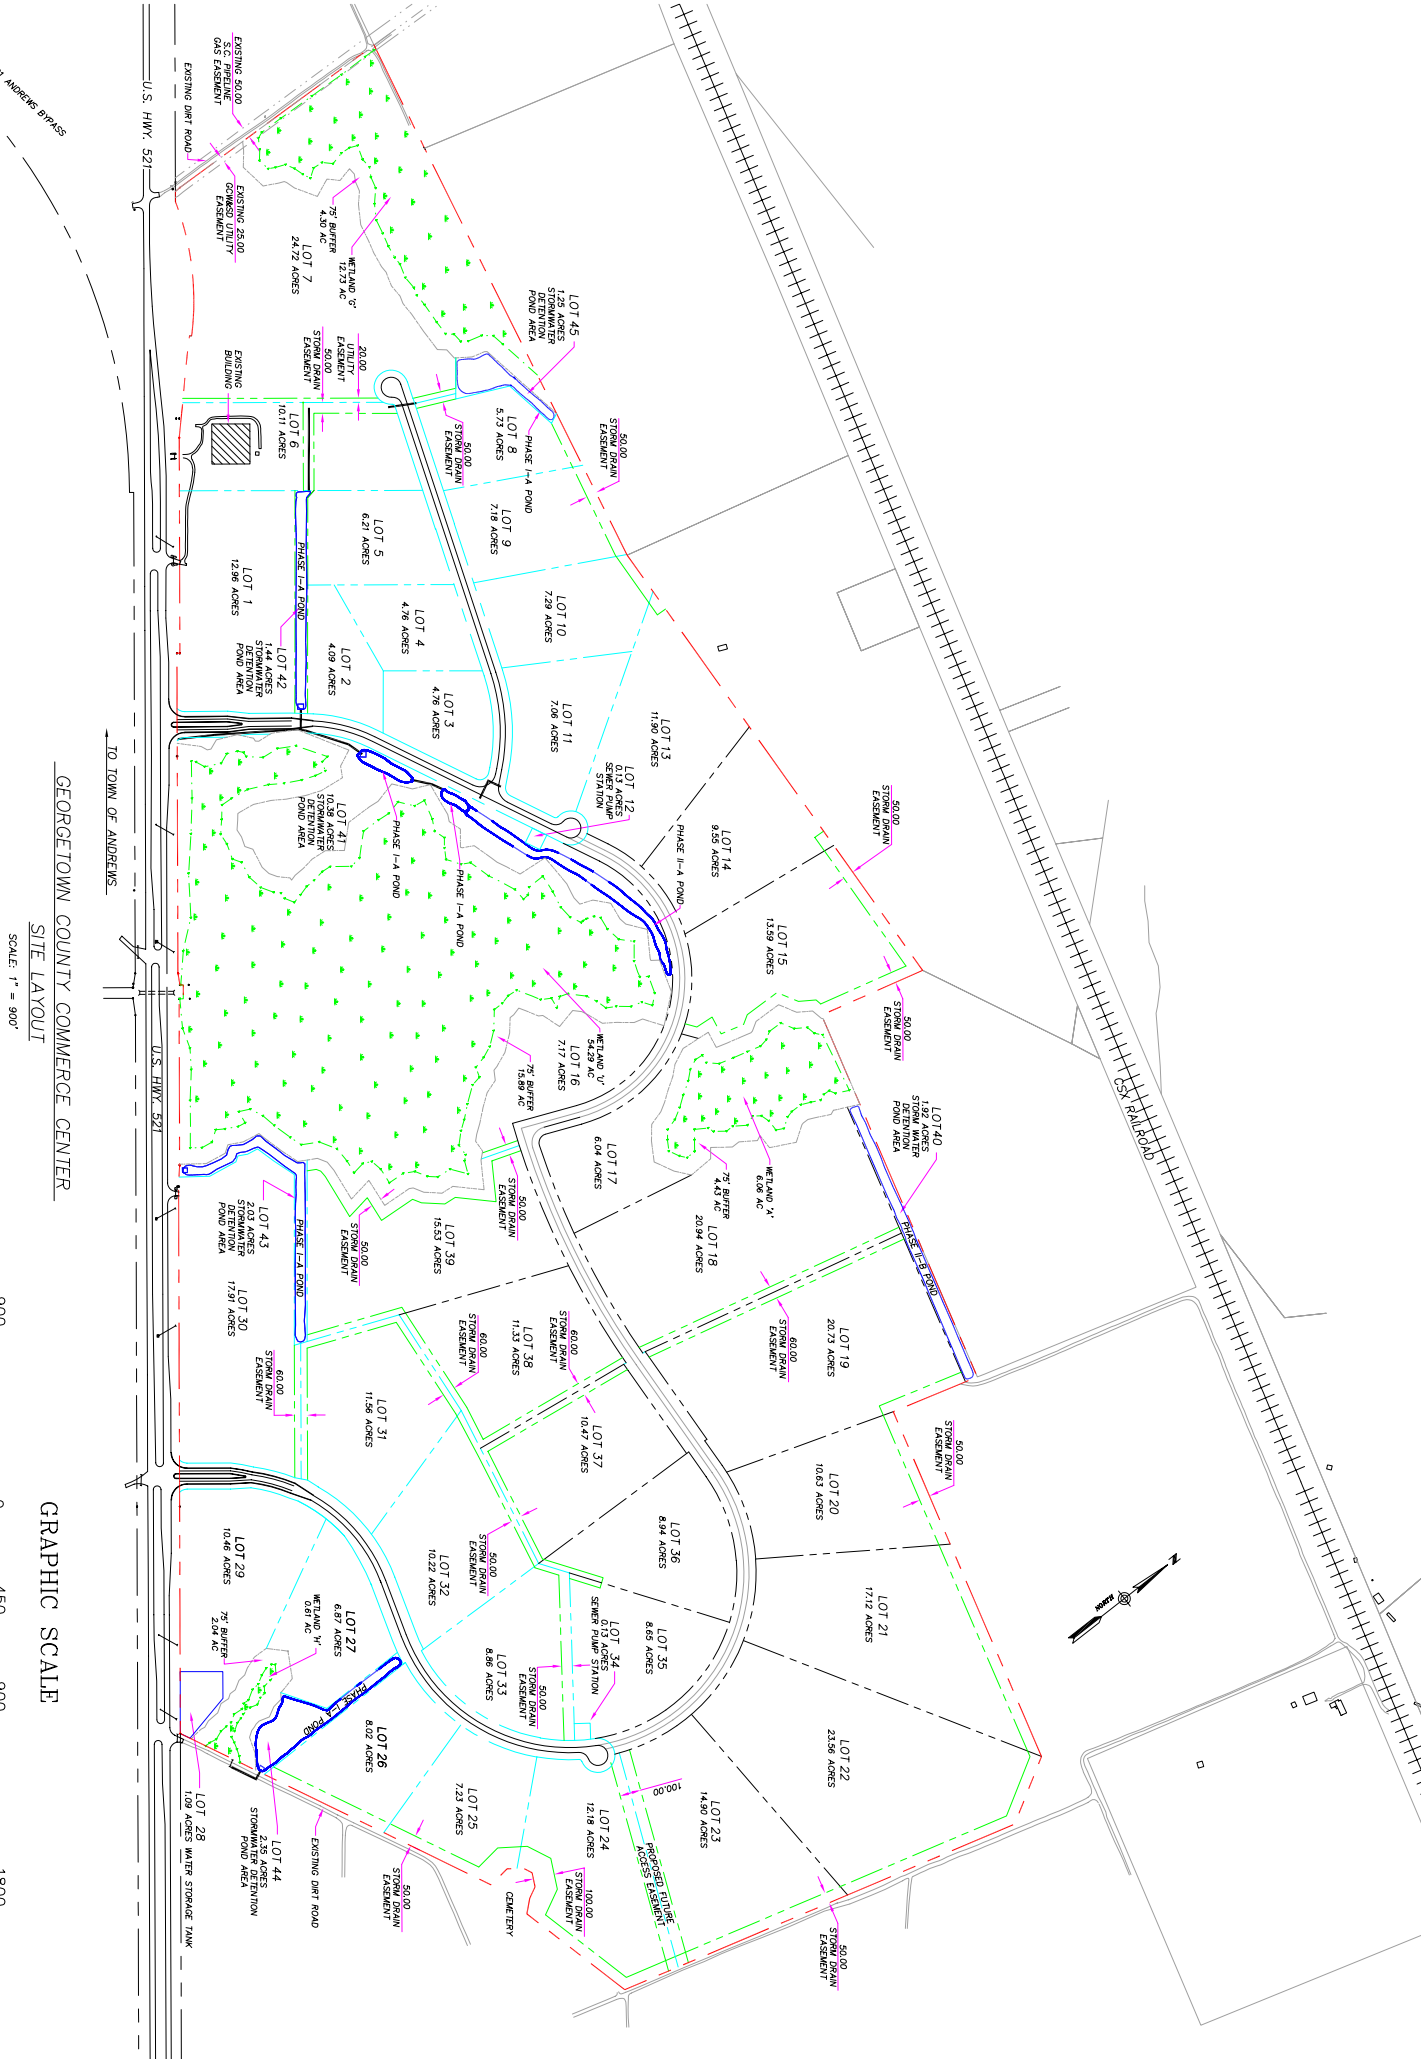 EXISTING 50.00
S.C. PIPELINE
GAS EASEMENT
EXISTING DIRT ROAD
ANDREWS BYPASS
U.S. HWY. 521
EXISTING 25.00
GCW&SD UTILITY
EASEMENT
75' BUFFER
4.30 AC
WETLAND 'G'
12.73 AC
LOT 7
24.72 ACRES
LOT 45
1.25 ACRES
STORMWATER
DETENTION
POND AREA
EXISTING
BUILDING
20.00
UTILITY
EASEMENT
50.00
STORM DRAIN
EASEMENT
LOT 6
10.11 ACRES
50.00
STORM DRAIN
EASEMENT
LOT 8
5.73 ACRES
PHASE I-A POND
50.00
STORM DRAIN
EASEMENT
LOT 9
7.18 ACRES
LOT 5
6.21 ACRES
PHASE I-A POND
LOT 1
12.96 ACRES
LOT 10
7.29 ACRES
LOT 4
4.76 ACRES
LOT 2
4.09 ACRES
LOT 42
1.44 ACRES
STORMWATER
DETENTION
POND AREA
LOT 3
4.76 ACRES
LOT 11
7.06 ACRES
LOT 13
11.90 ACRES
LOT 12
0.13 ACRES
SEWER PUMP
STATION
50.00
STORM DRAIN
EASEMENT
LOT 14
9.55 ACRES
PHASE II-A POND
LOT 41
10.38 ACRES
STORMWATER
DETENTION
POND AREA
PHASE I-A POND
PHASE I-A POND
TO TOWN OF ANDREWS
GEORGETOWN COUNTY COMMERCE CENTER
SITE LAYOUT
SCALE: 1" = 900'
LOT 15
13.59 ACRES
50.00
STORM DRAIN
EASEMENT
WETLAND 'U'
54.29 AC
LOT 16
7.17 ACRES
75' BUFFER
15.89 AC
U.S. HWY. 521
CSX RAILROAD
LOT 40
1.92 ACRES
STORM WATER
DETENTION
POND AREA
WETLAND 'A'
6.06 AC
75' BUFFER
4.43 AC
LOT 17
6.04 ACRES
50.00
STORM DRAIN
EASEMENT
LOT 18
20.94 ACRES
PHASE II-B POND
LOT 39
15.53 ACRES
50.00
STORM DRAIN
EASEMENT
LOT 43
2.03 ACRES
STORMWATER
DETENTION
POND AREA
PHASE I-A POND
LOT 30
17.91 ACRES
60.00
STORM DRAIN
EASEMENT
LOT 38
11.33 ACRES
60.00
STORM DRAIN
EASEMENT
60.00
STORM DRAIN
EASEMENT
60.00
STORM DRAIN
EASEMENT
LOT 19
20.73 ACRES
LOT 31
11.56 ACRES
LOT 37
10.47 ACRES
50.00
STORM DRAIN
EASEMENT
LOT 20
10.63 ACRES
LOT 36
8.94 ACRES
50.00
STORM DRAIN
EASEMENT
LOT 32
10.22 ACRES
LOT 29
10.46 ACRES
NORTH
Z
LOT 21
17.12 ACRES
LOT 35
8.65 ACRES
LOT 34
0.13 ACRES
SEWER PUMP STATION
LOT 33
8.86 ACRES
50.00
STORM DRAIN
EASEMENT
LOT 27
6.87 ACRES
WETLAND 'H'
0.61 AC
75' BUFFER
2.04 AC
PHASE I-A POND
LOT 26
8.02 ACRES
LOT 22
23.56 ACRES
LOT 23
14.90 ACRES
100.00
LOT 24
12.18 ACRES
LOT 25
7.23 ACRES
LOT 28
1.09 ACRES WATER STORAGE TANK
LOT 44
2.35 ACRES
STORMWATER DETENTION
POND AREA
EXISTING DIRT ROAD
50.00
STORM DRAIN
EASEMENT
CEMETERY
100.00
STORM DRAIN
EASEMENT
PROPOSED FUTURE
ACCESS EASEMENT
50.00
STORM DRAIN
EASEMENT
GRAPHIC SCALE
900
0
450
900
1800